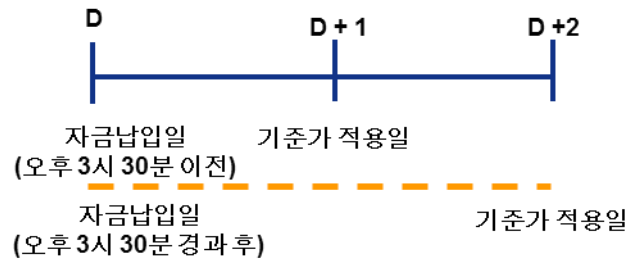 D D + 1 D +2
자금납입일 기준가 적용일
(오후 3시 30분 이전)
자금납입일 기준가 적용일
(오후 3시 30분 경과 후)